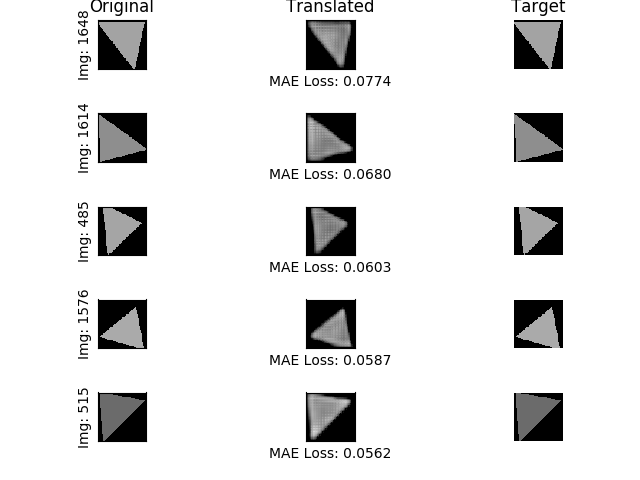 Original Translated Target
Img: 1648
MAE Loss: 0.0774
Img: 1614
MAE Loss: 0.0680
Img: 485
MAE Loss: 0.0603
Img: 1576
MAE Loss: 0.0587
Img: 515
MAE Loss: 0.0562